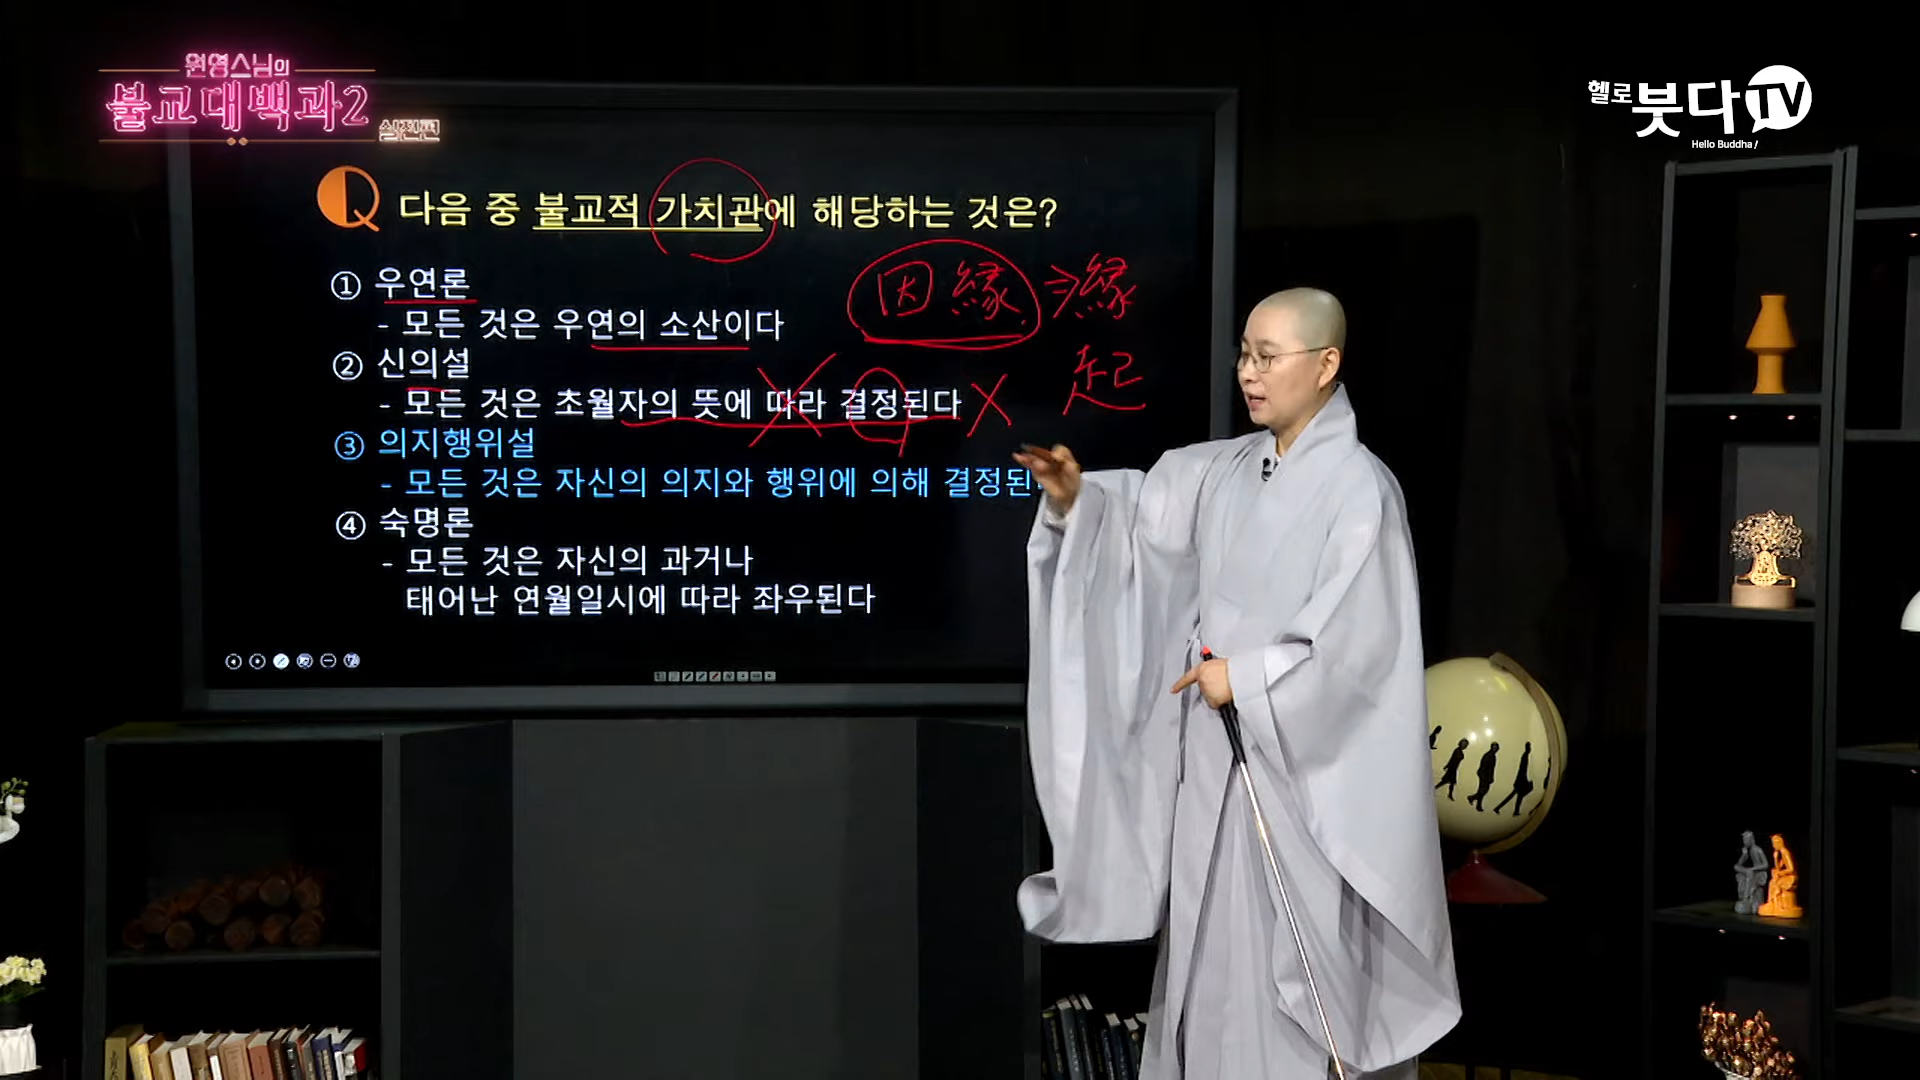 원영스님의
불교대백과2
실전편
헬로붓다TV
Hello Buddha!
Q 다음 중 불교적 가치관에 해당하는 것은?
① 우연론
- 모든 것은 우연의 소산이다
因緣 ⇒ 緣起
② 신의설
- 모든 것은 초월자의 뜻에 따라 결정된다
③ 의지행위설
- 모든 것은 자신의 의지와 행위에 의해 결정된
④ 숙명론
- 모든 것은 자신의 과거나
태어난 연월일시에 따라 좌우된다